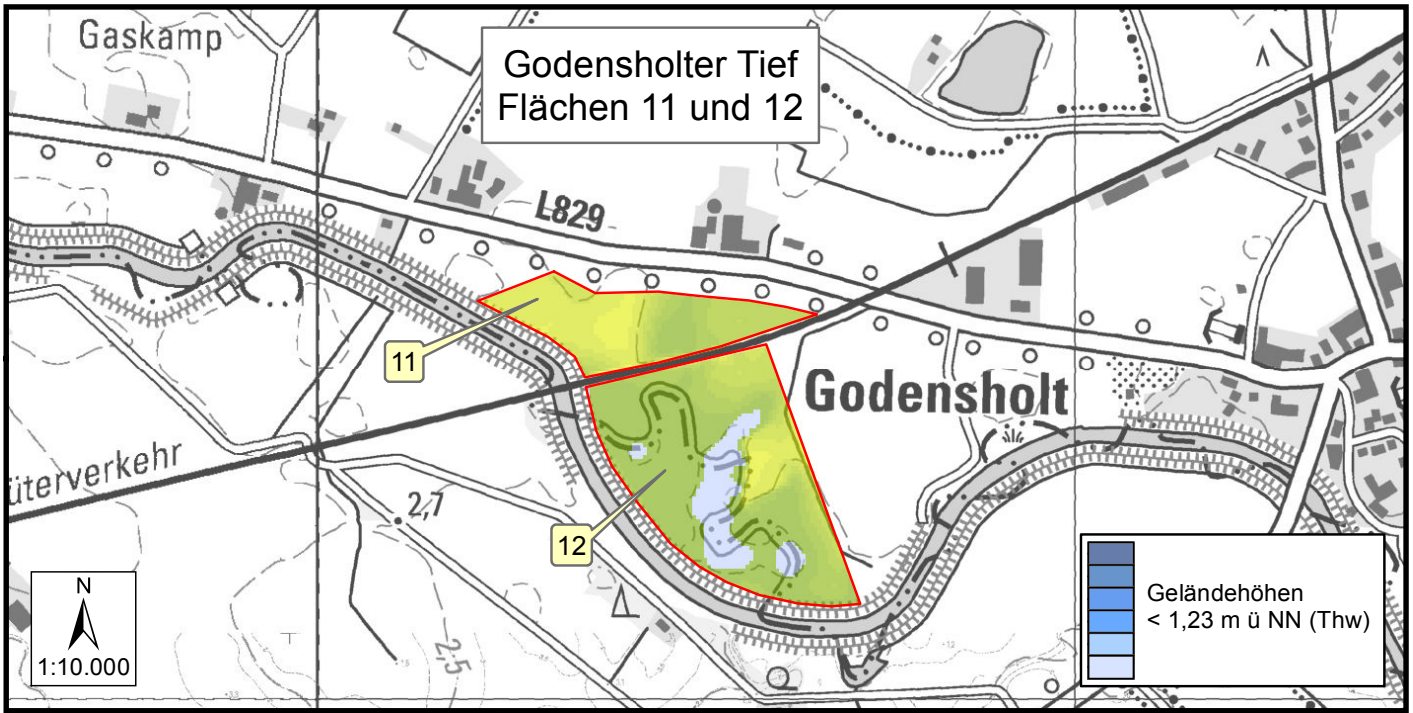 Gaskamp
Godensholter Tief
Flächen 11 und 12
L829
11
Godensholt
üterverkehr
2,7
12
N
1:10.000
2,5
Geländehöhen
< 1,23 m ü NN (Thw)